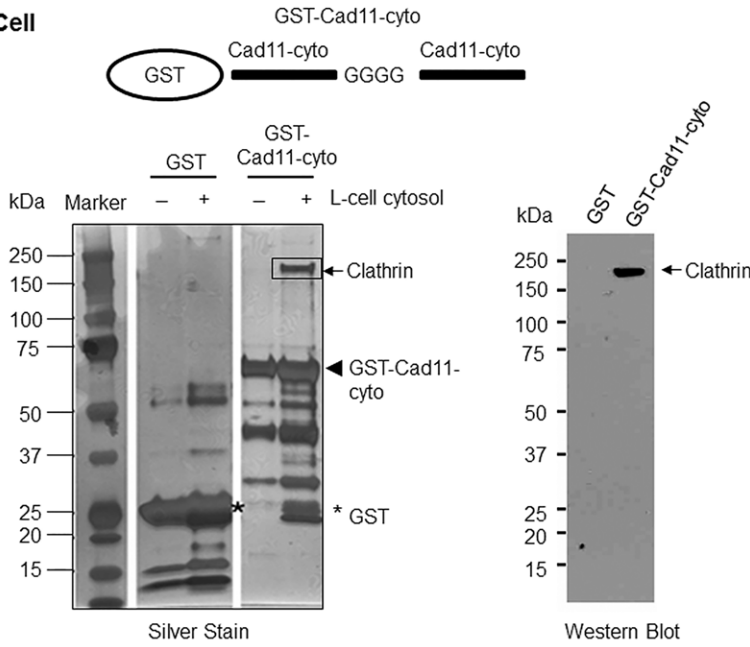 Cell
GST-Cad11-cyto
Cad11-cyto Cad11-cyto
GST GGGG
GST GST-
Cad11-cyto
kDa Marker – + – + L-cell cytosol
250
150
100
75
50
37
25
20
15
Clathrin
GST-Cad11-
cyto
*
* GST
Silver Stain
kDa GST GST-Cad11-cyto
250
150
100
75
50
37
25
20
15
Clathrin
Western Blot